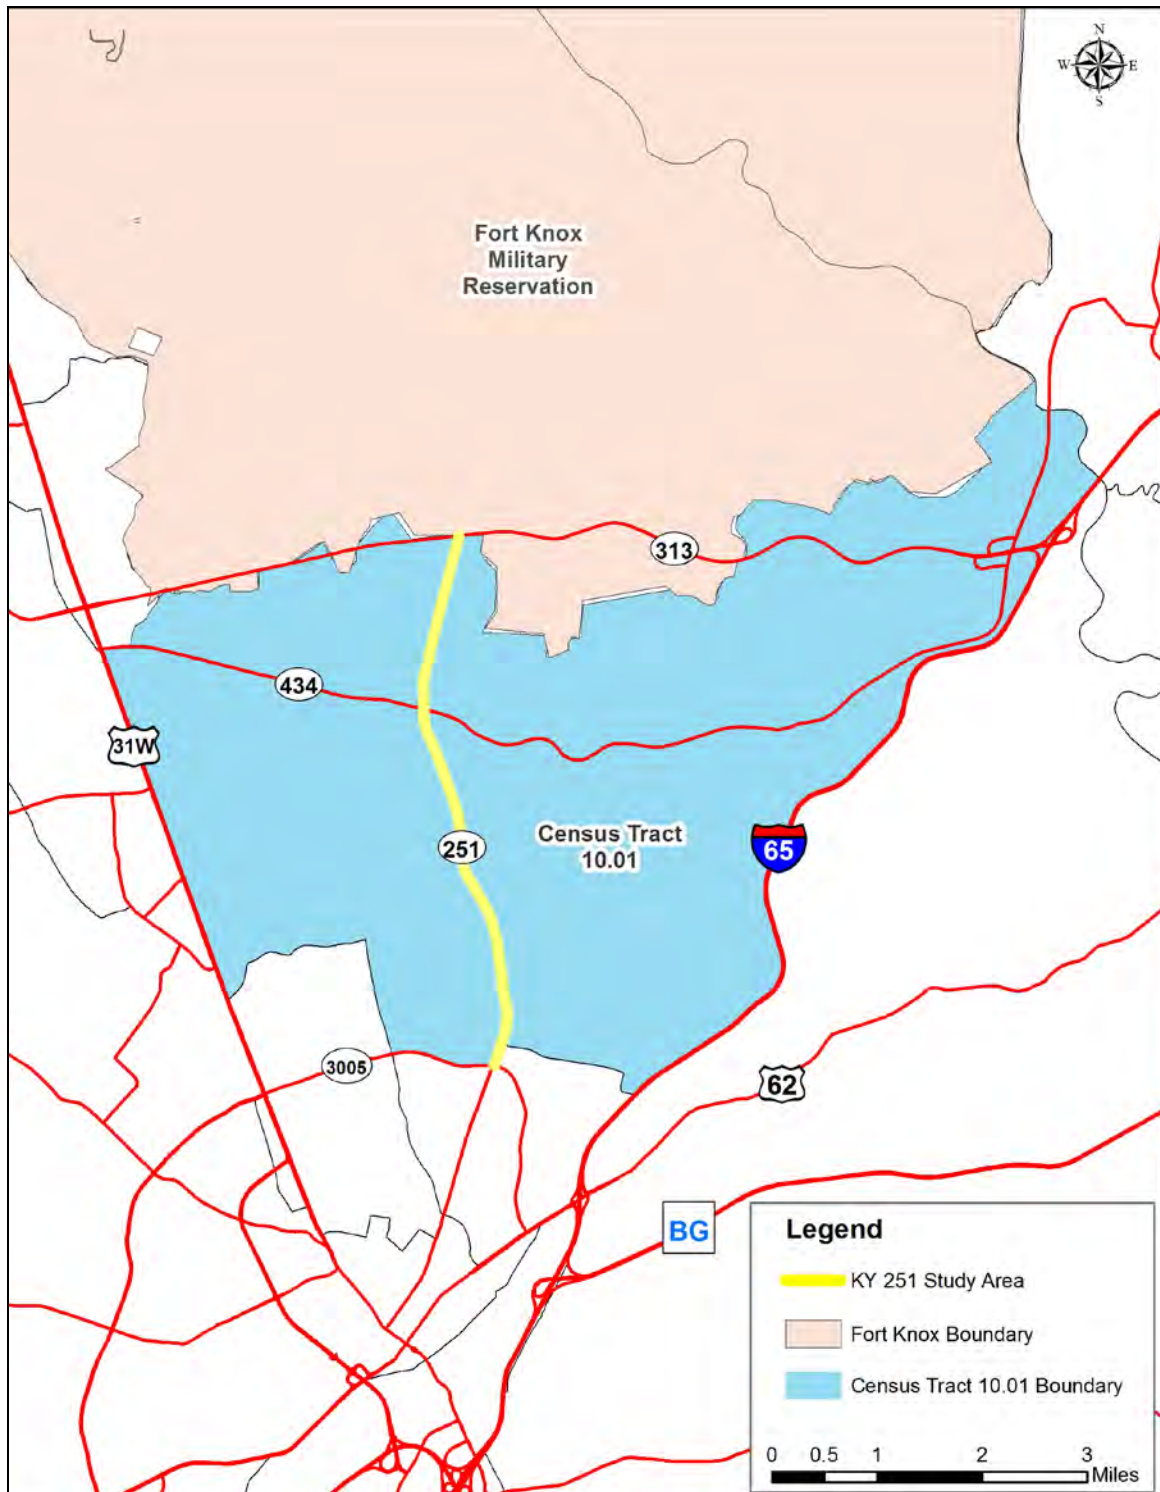 N
W E
S
Fort Knox
Military
Reservation
313
434
31W
251
Census Tract
10.01
65
3005
62
BG
Legend
KY 251 Study Area
Fort Knox Boundary
Census Tract 10.01 Boundary
0 0.5 1 2 3
Miles